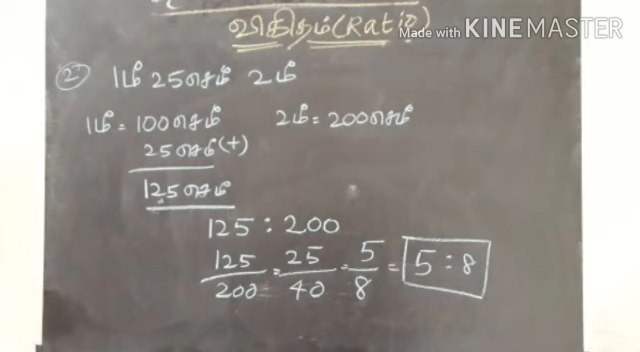 விகிதம் (Ratio)
Made with KINEMASTER
② 1மீ 25செமீ 2மீ
1மீ = 100செமீ 2மீ = 200செமீ
25செமீ (+)
125செமீ
125 : 200
125/200 = 25/40 = 5/8 = 5 : 8